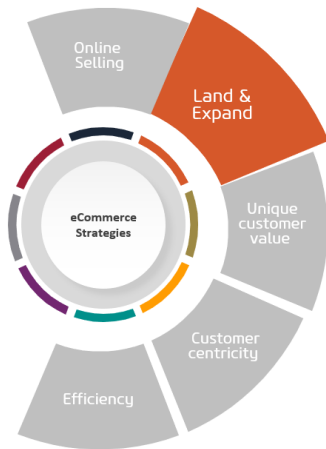 Online
Selling
Land &
Expand
Unique
customer
value
Customer
centricity
Efficiency
eCommerce
Strategies